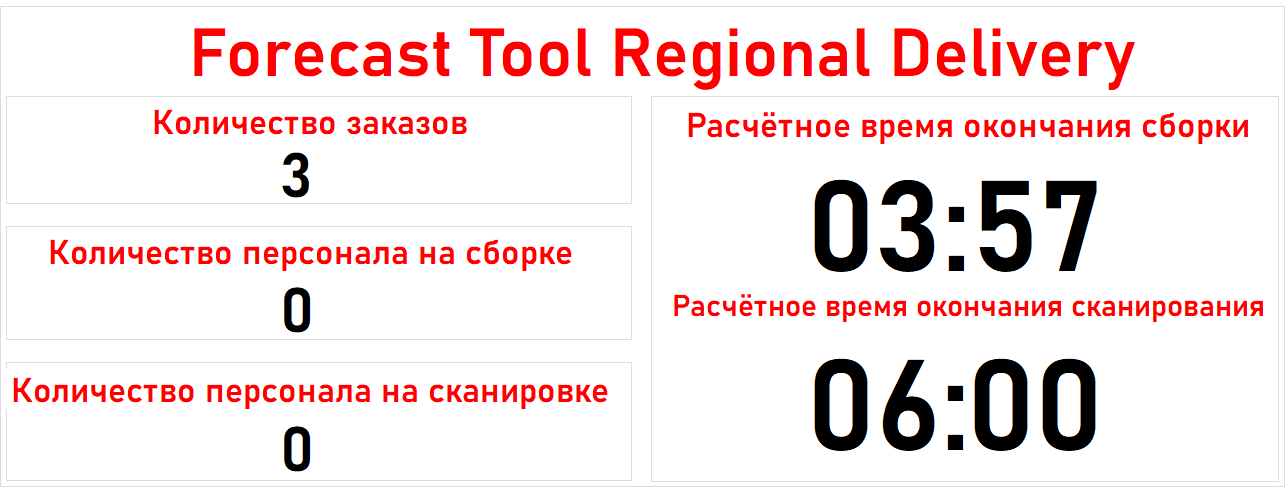 Forecast Tool Regional Delivery
Количество заказов
3
Количество персонала на сборке
0
Количество персонала на сканировке
0
Расчётное время окончания сборки
03:57
Расчётное время окончания сканирования
06:00